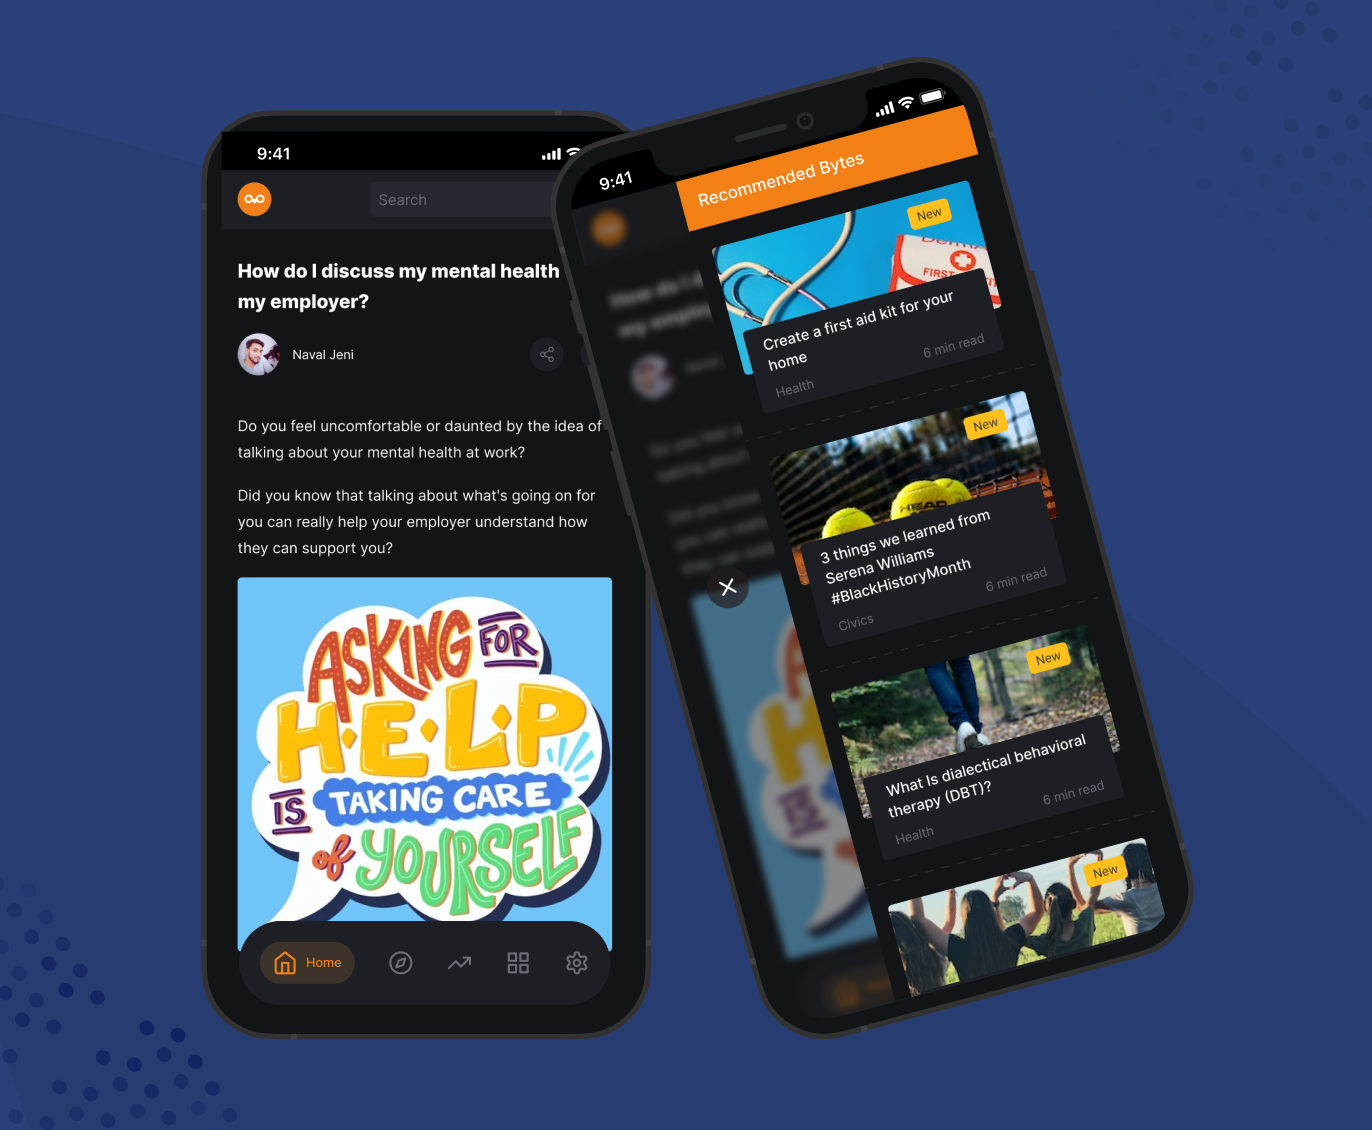 9:41
Search
How do I discuss my mental health
my employer?
Naval Jeni
Do you feel uncomfortable or daunted by the idea of
talking about your mental health at work?
Did you know that talking about what's going on for
you can really help your employer understand how
they can support you?
ASKING FOR
H·E·L·P
IS TAKING CARE
of YOURSELF
Home
9:41
Recommended Bytes
New
FIRST
Create a first aid kit for your
home
Health
6 min read
New
HEAD
3 things we learned from
Serena Williams
#BlackHistoryMonth
Civics
6 min read
New
What Is dialectical behavioral
therapy (DBT)?
Health
6 min read
New